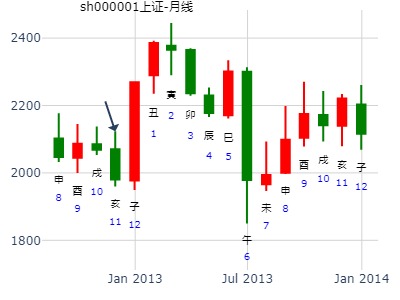 sh000001上证-月线
2400
2200
2000
1800
申
8
酉
9
戌
10
亥
11
子
12
丑
1
寅
2
卯
3
辰
4
巳
5
午
6
未
7
申
8
酉
9
戌
10
亥
11
子
12
Jan 2013
Jul 2013
Jan 2014